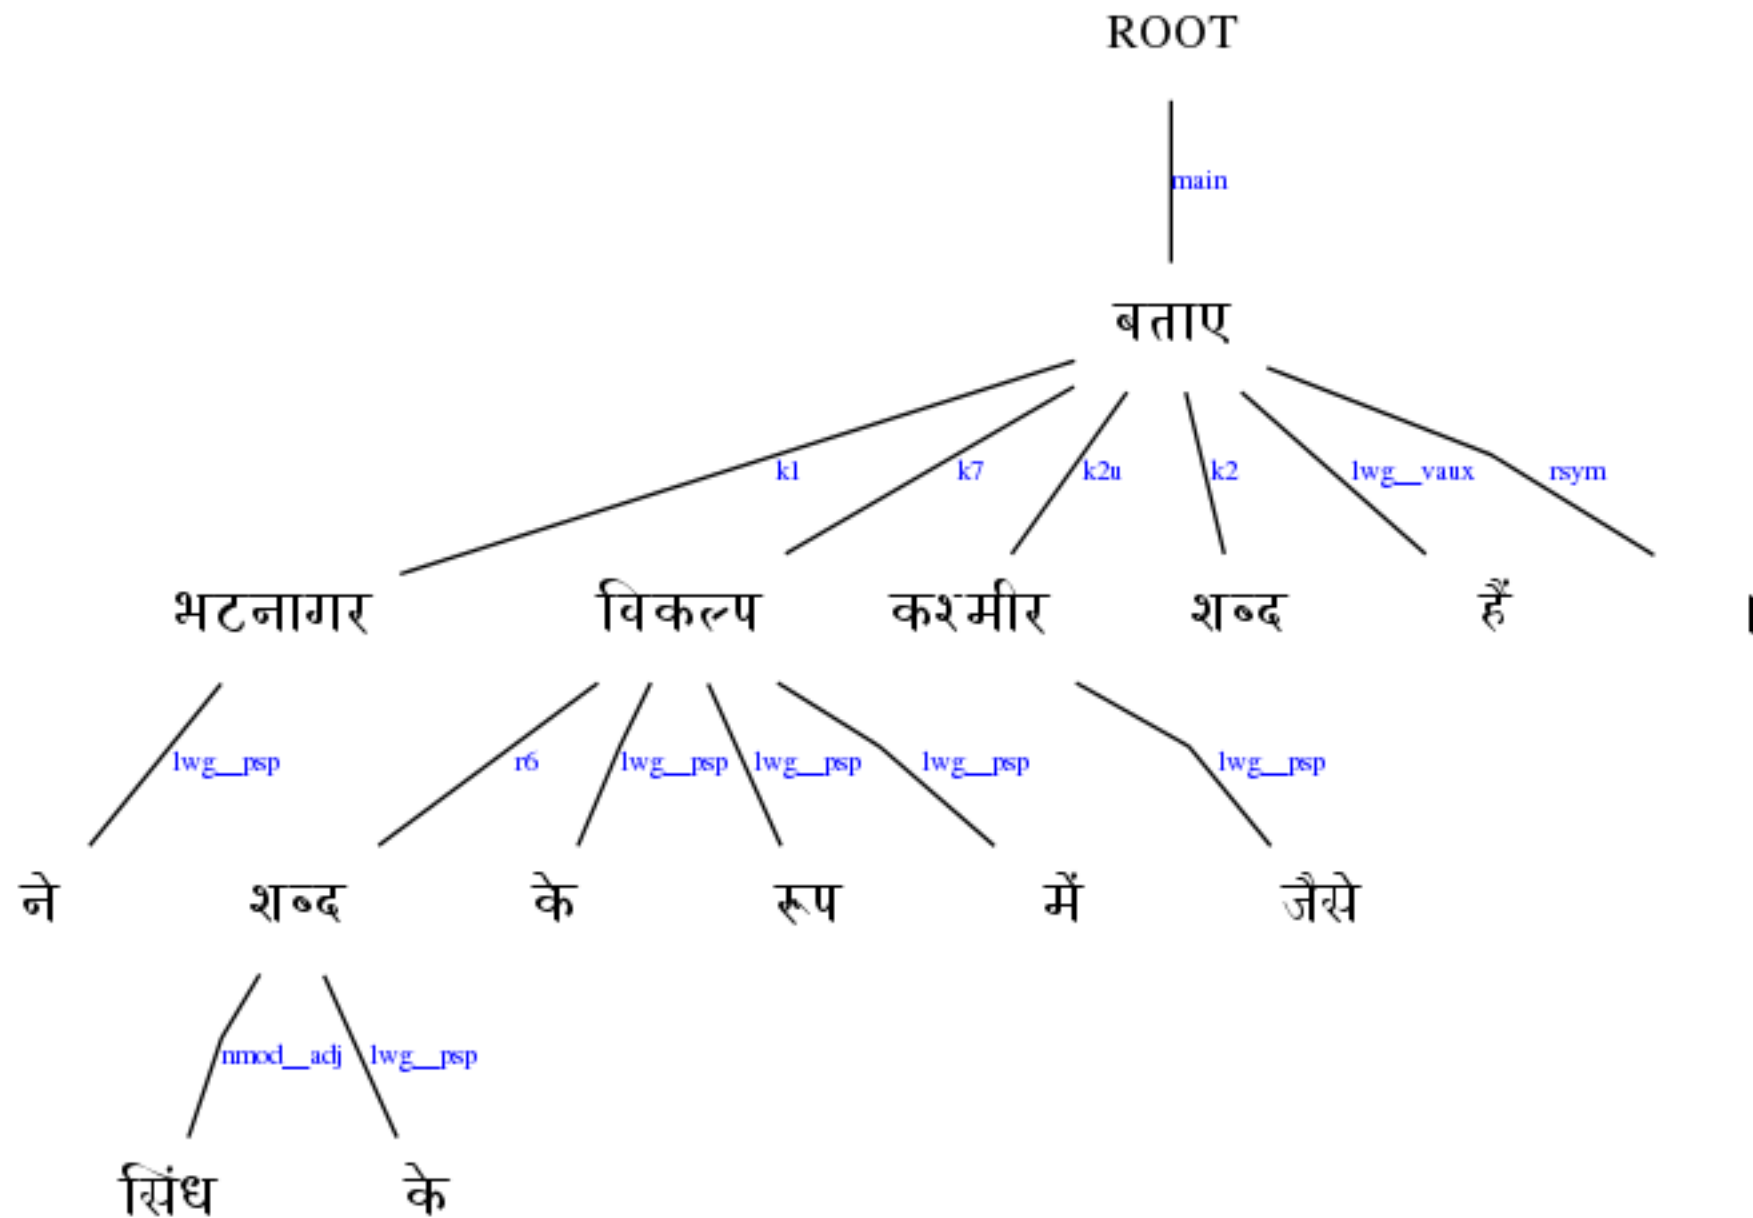 ROOT
main
बताए
k1 k7 k2u k2 lwg__vaux rsym
भटनागर विकल्प कश्मीर शब्द हैं ।
lwg__psp r6 lwg__psp lwg__psp lwg__psp lwg__psp
ने शब्द के रूप में जैसे
nmod__adj lwg__psp
सिंध के